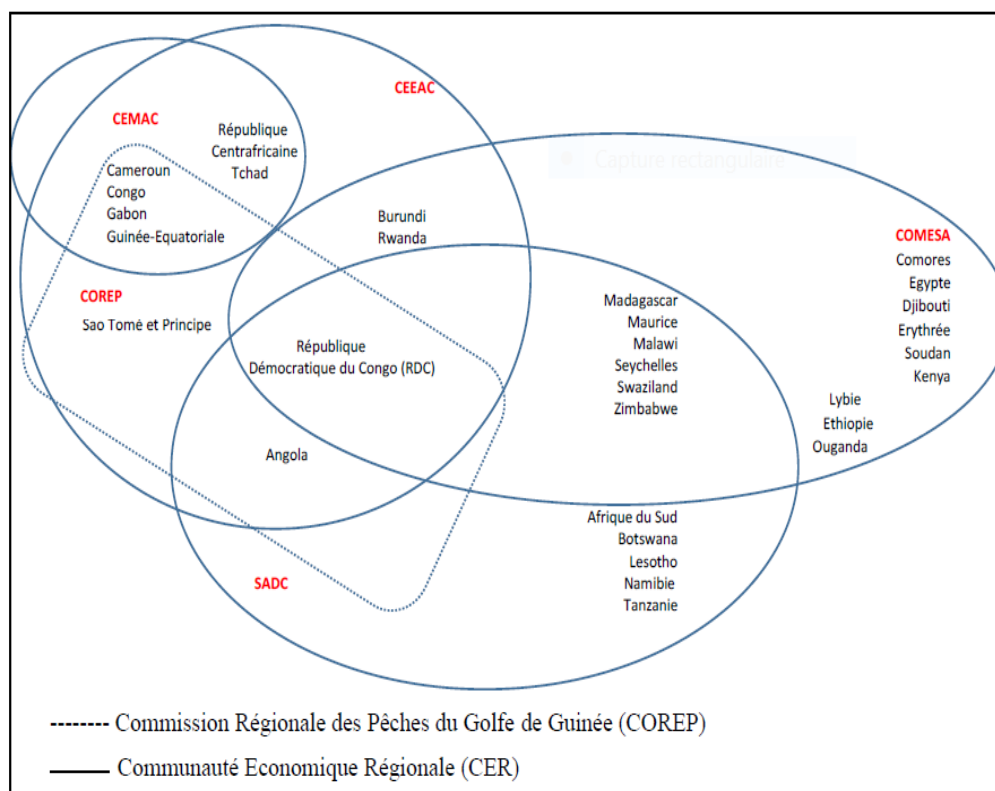 CEEAC
CEMAC
République
Centrafricaine
Tchad
Cameroun
Congo
Gabon
Guinée-Equatoriale
Capture rectangulaire
Burundi
Rwanda
COMESA
Comores
Egypte
Djibouti
Erythrée
Soudan
Kenya
COREP
Sao Tomé et Principe
République
Démocratique du Congo (RDC)
Madagascar
Maurice
Malawi
Seychelles
Swaziland
Zimbabwe
Lybie
Ethiopie
Ouganda
Angola
Afrique du Sud
Botswana
Lesotho
Namibie
Tanzanie
SADC
Commission Régionale des Pêches du Golfe de Guinée (COREP)
Communauté Economique Régionale (CER)